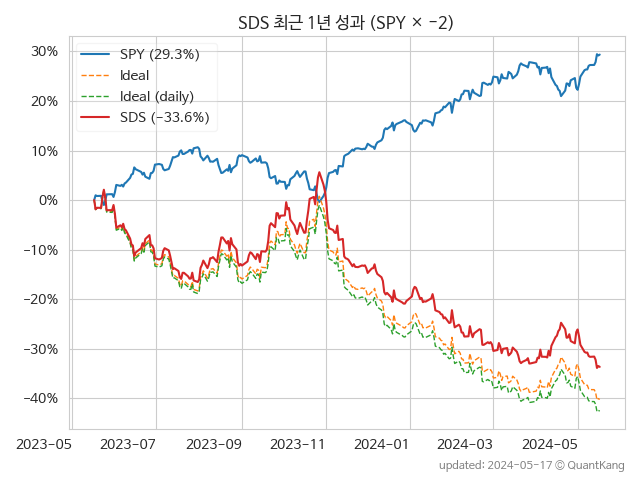 SDS 최근 1년 성과 (SPY × −2)
30%
20%
10%
0%
−10%
−20%
−30%
−40%
SPY (29.3%)
Ideal
Ideal (daily)
SDS (−33.6%)
2023−05 2023−07 2023−09 2023−11 2024−01 2024−03 2024−05
updated: 2024−05−17 © QuantKang